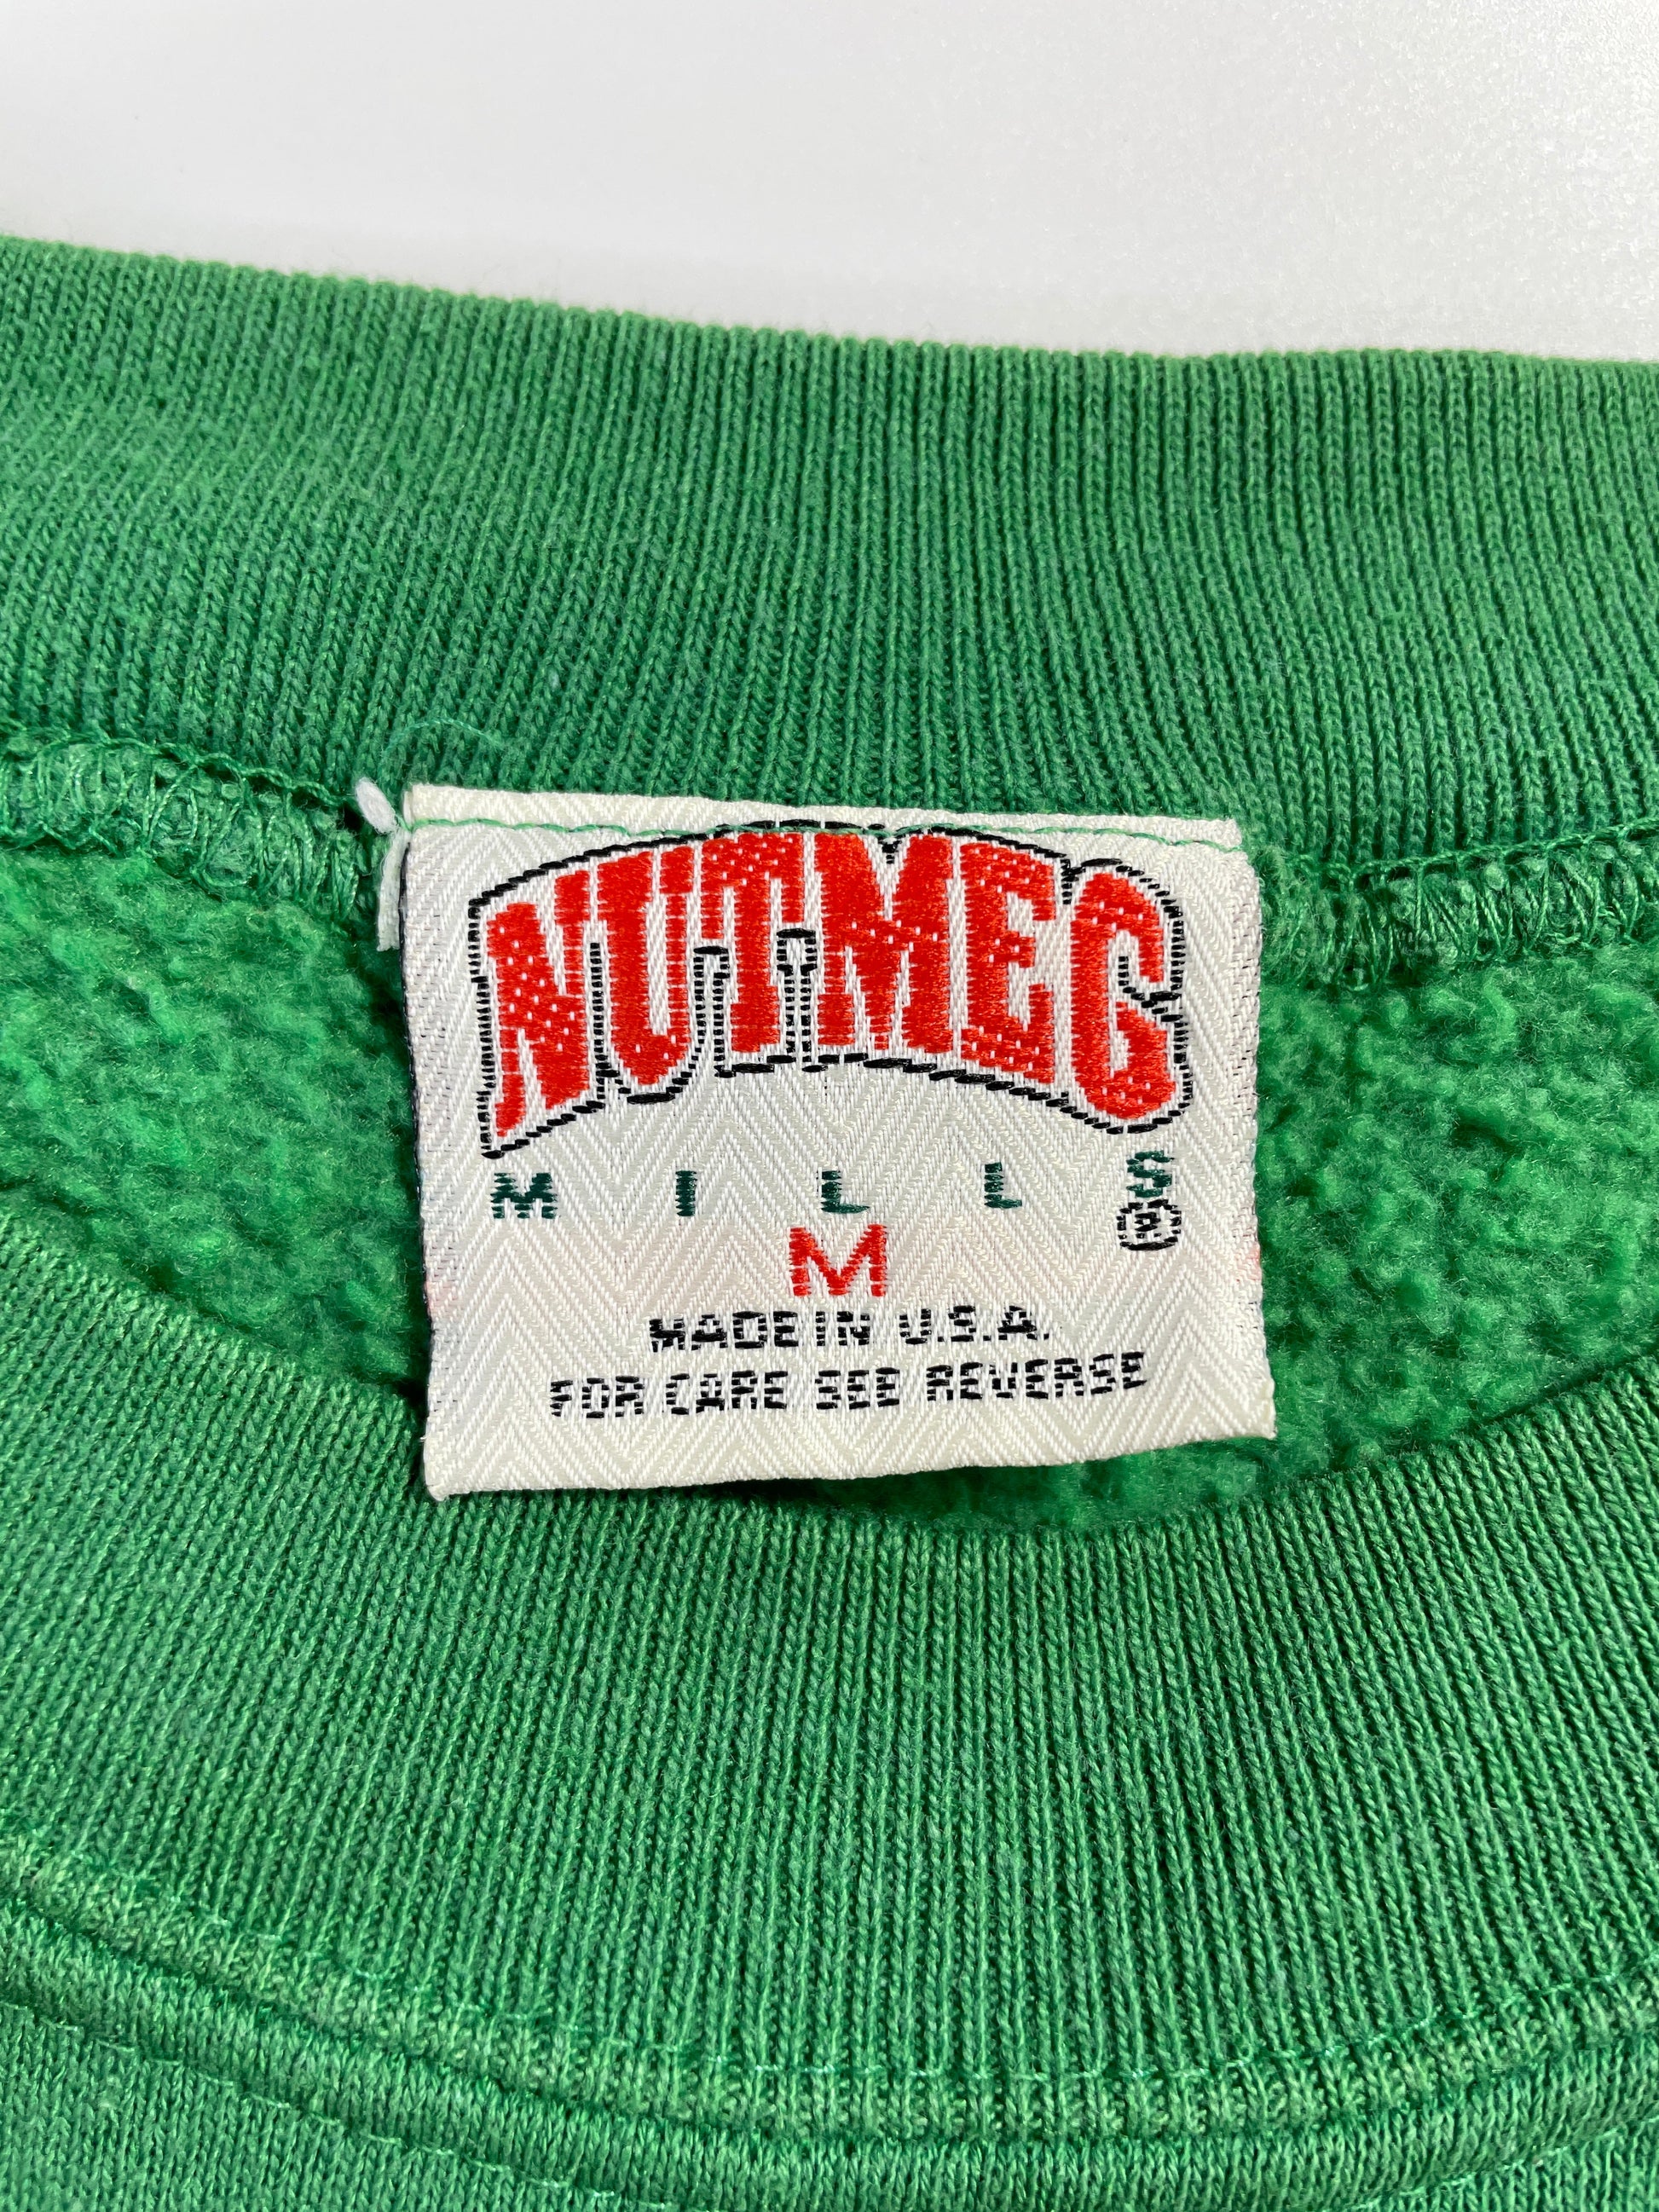 NUTMEG
MILLS®
M
MADE IN U.S.A.
FOR CARE SEE REVERSE